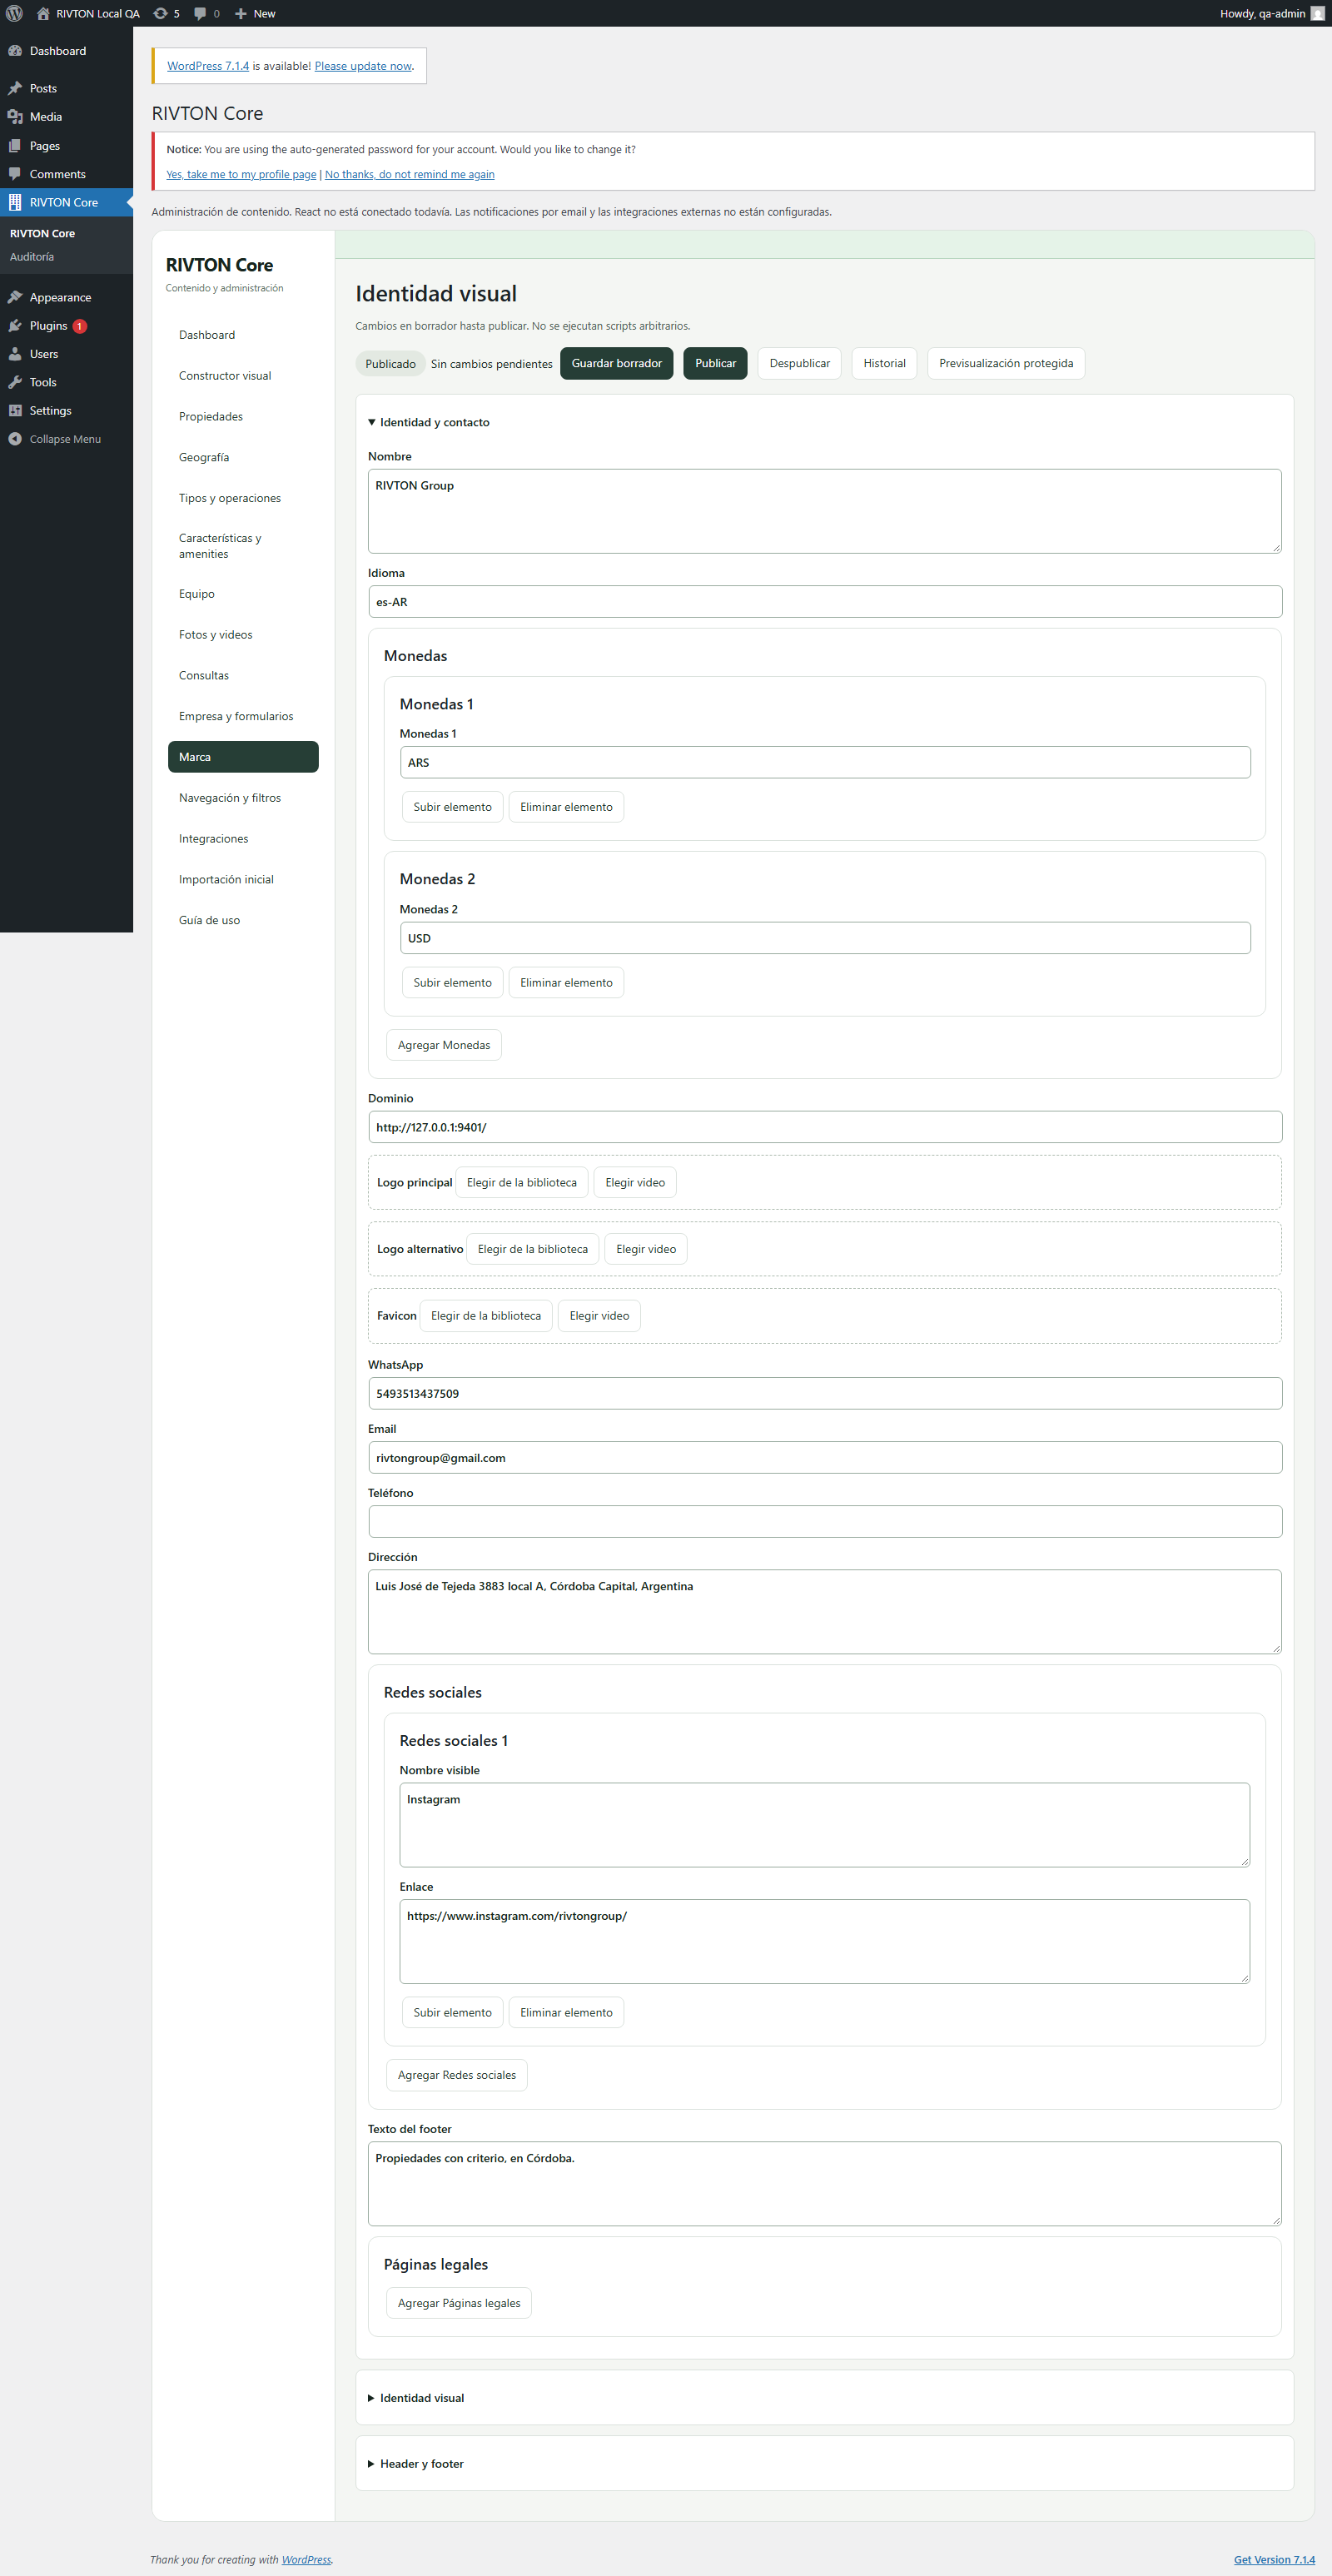 RIVTON Local QA
5
0
New
Howdy, qa-admin
Dashboard
Posts
Media
Pages
Comments
RIVTON Core
RIVTON Core
Auditoría
Appearance
Plugins 1
Users
Tools
Settings
Collapse Menu
WordPress 7.1.4 is available! Please update now.
RIVTON Core
Notice: You are using the auto-generated password for your account. Would you like to change it?
Yes, take me to my profile page | No thanks, do not remind me again
Administración de contenido. React no está conectado todavía. Las notificaciones por email y las integraciones externas no están configuradas.
RIVTON Core
Contenido y administración
Dashboard
Constructor visual
Propiedades
Geografía
Tipos y operaciones
Características y
amenities
Equipo
Fotos y videos
Consultas
Empresa y formularios
Marca
Navegación y filtros
Integraciones
Importación inicial
Guía de uso
Identidad visual
Cambios en borrador hasta publicar. No se ejecutan scripts arbitrarios.
Publicado Sin cambios pendientes Guardar borrador Publicar Despublicar Historial Previsualización protegida
Identidad y contacto
Nombre
RIVTON Group
Idioma
es-AR
Monedas
Monedas 1
Monedas 1
ARS
Subir elemento Eliminar elemento
Monedas 2
Monedas 2
USD
Subir elemento Eliminar elemento
Agregar Monedas
Dominio
http://127.0.0.1:9401/
Logo principal Elegir de la biblioteca Elegir video
Logo alternativo Elegir de la biblioteca Elegir video
Favicon Elegir de la biblioteca Elegir video
WhatsApp
5493513437509
Email
rivtongroup@gmail.com
Teléfono
Dirección
Luis José de Tejeda 3883 local A, Córdoba Capital, Argentina
Redes sociales
Redes sociales 1
Nombre visible
Instagram
Enlace
https://www.instagram.com/rivtongroup/
Subir elemento Eliminar elemento
Agregar Redes sociales
Texto del footer
Propiedades con criterio, en Córdoba.
Páginas legales
Agregar Páginas legales
Identidad visual
Header y footer
Thank you for creating with WordPress.
Get Version 7.1.4